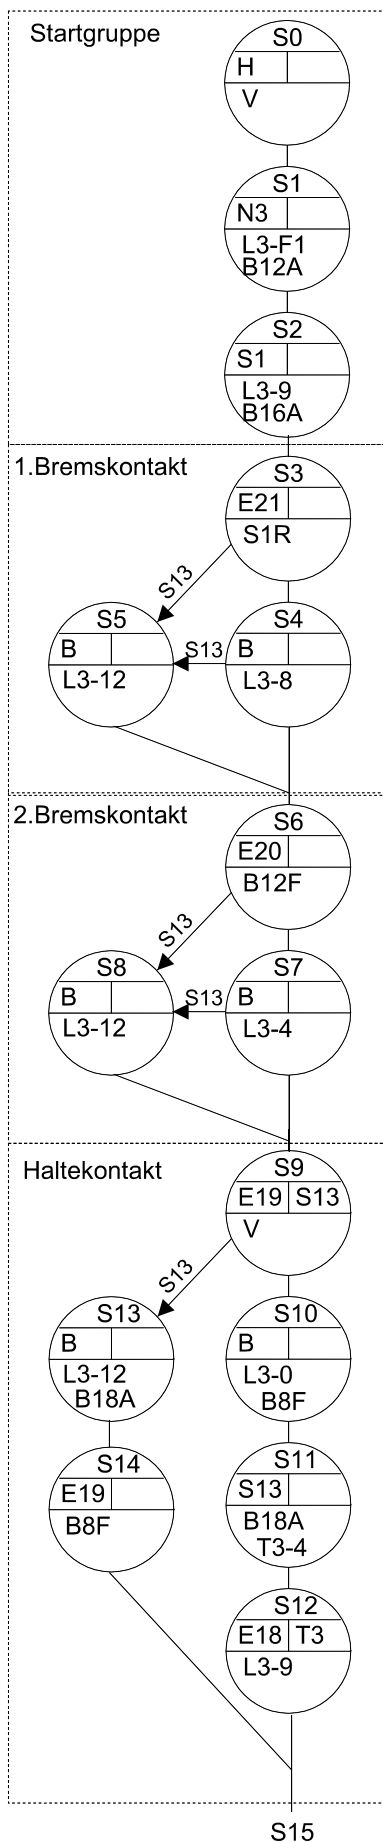 Startgruppe
S0
H
V
S1
N3
L3-F1
B12A
S2
S1
L3-9
B16A
1.Bremskontakt
S3
E21
S1R
S13
S5
B
L3-12
S13
S4
B
L3-8
2.Bremskontakt
S6
E20
B12F
S13
S8
B
L3-12
S13
S7
B
L3-4
Haltekontakt
S9
E19 S13
V
S13
S13
B
L3-12
B18A
S10
B
L3-0
B8F
S14
E19
B8F
S11
S13
B18A
T3-4
S12
E18 T3
L3-9
S15